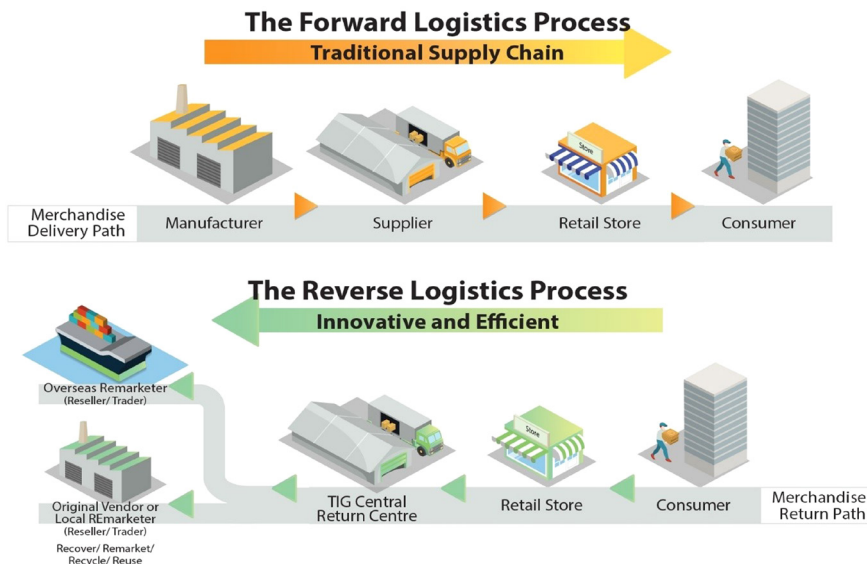 The Forward Logistics Process
Traditional Supply Chain
Store
Merchandise
Delivery Path
Manufacturer
Supplier
Retail Store
Consumer
The Reverse Logistics Process
Innovative and Efficient
Overseas Remarketer
(Reseller/ Trader)
Store
Original Vendor or
Local REmarketer
(Reseller/ Trader)
Recover/ Remarket/
Recycle/ Reuse
TIG Central
Return Centre
Retail Store
Consumer
Merchandise
Return Path